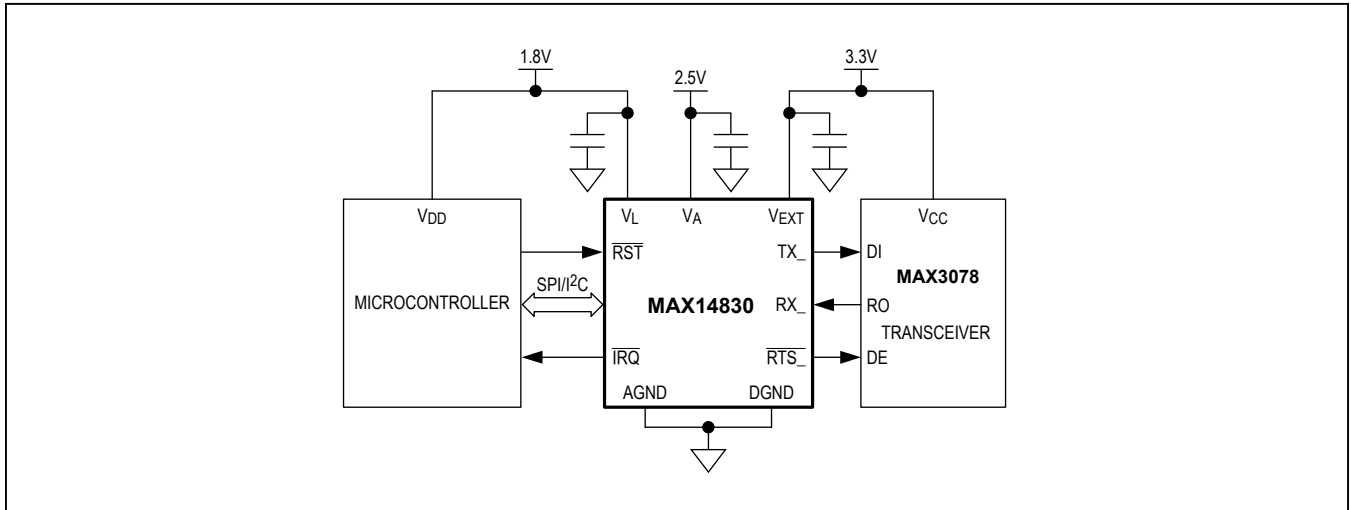 1.8V
2.5V
3.3V
VDD
VL
VA
VEXT
VCC
RST
TX_
DI
MAX3078
SPI/I2C
MICROCONTROLLER
MAX14830
RX_
RO
TRANSCEIVER
IRQ
RTS_
DE
AGND
DGND